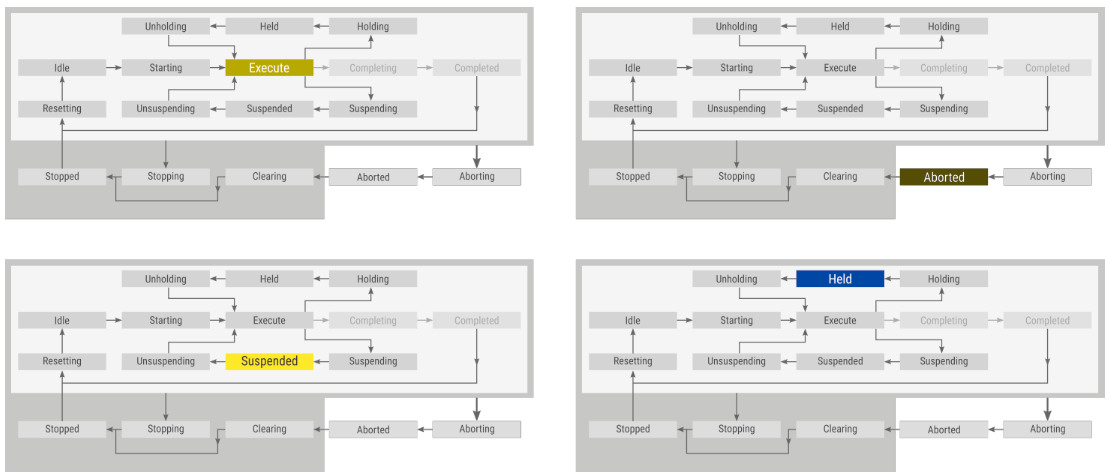 Unholding Held Holding
Idle Starting Execute Completing Completed
Resetting Unsuspending Suspended Suspending
Stopped Stopping Clearing Aborted Aborting
Unholding Held Holding
Idle Starting Execute Completing Completed
Resetting Unsuspending Suspended Suspending
Stopped Stopping Clearing Aborted Aborting
Unholding Held Holding
Idle Starting Execute Completing Completed
Resetting Unsuspending Suspended Suspending
Stopped Stopping Clearing Aborted Aborting
Unholding Held Holding
Idle Starting Execute Completing Completed
Resetting Unsuspending Suspended Suspending
Stopped Stopping Clearing Aborted Aborting